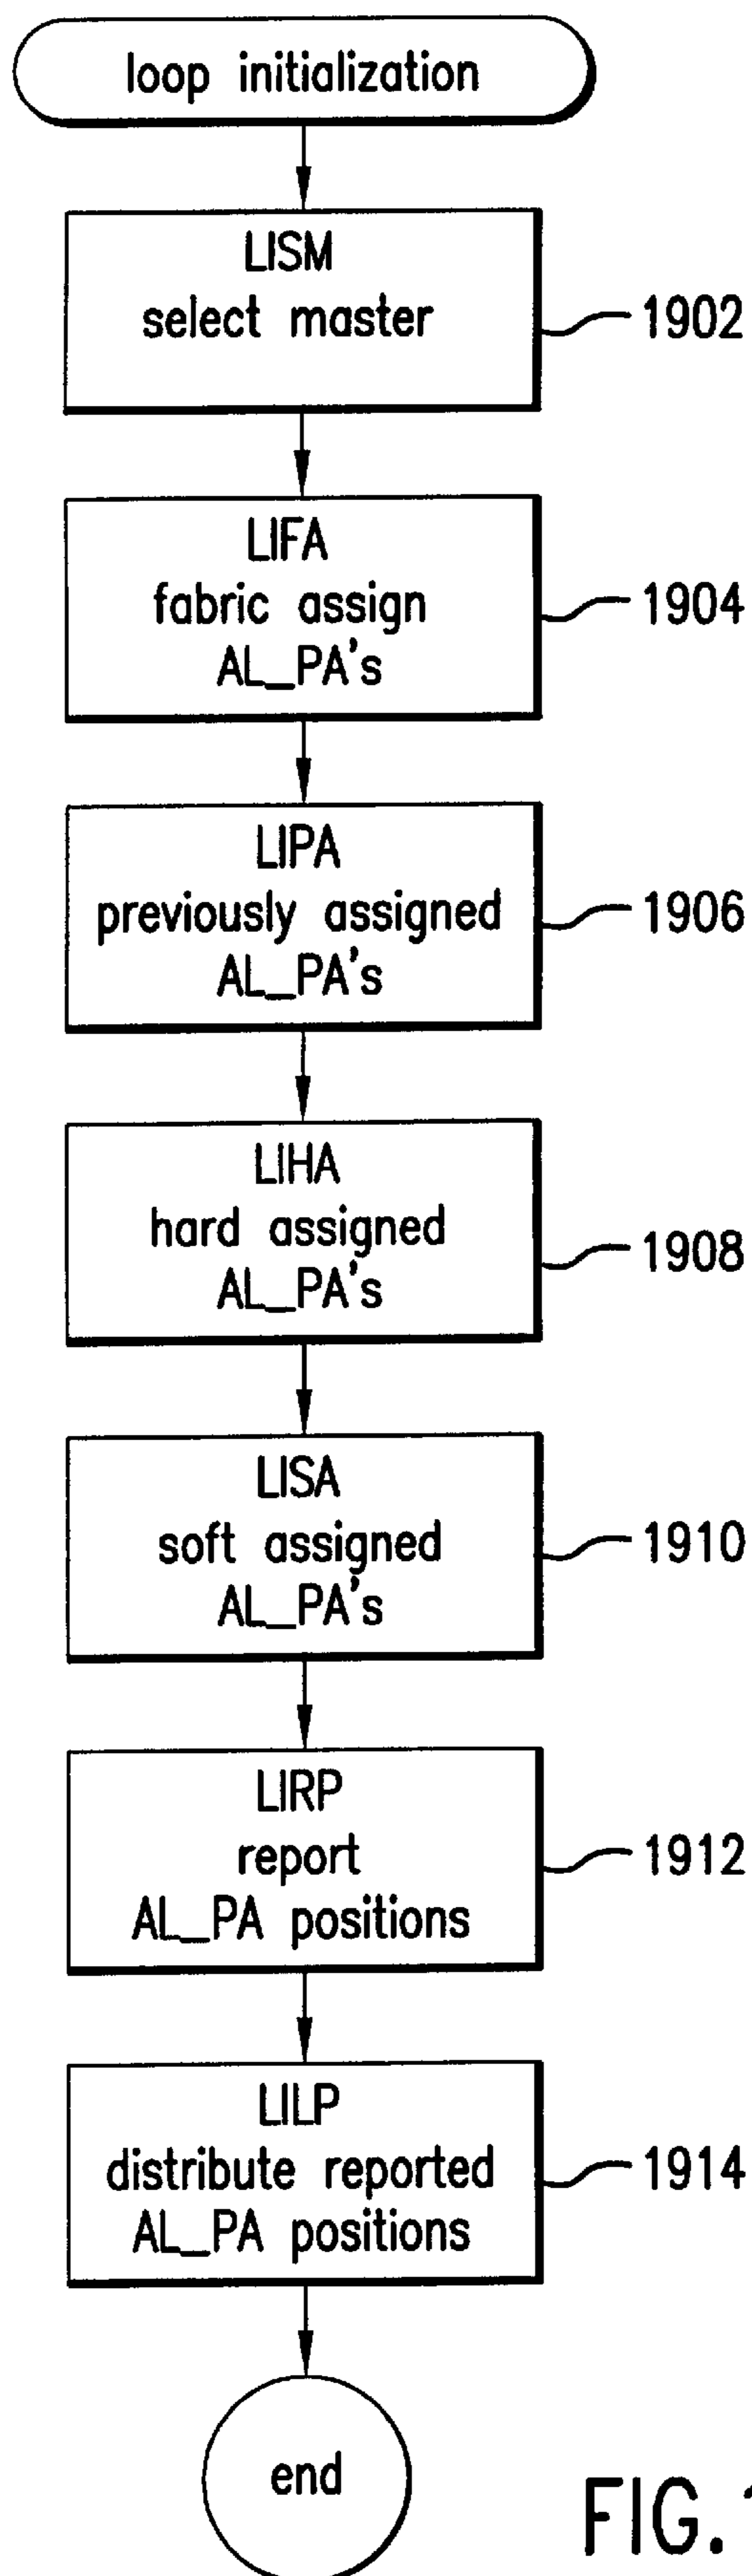 loop initialization
LISM
select master
1902
LIFA
fabric assign
AL_PA's
1904
LIPA
previously assigned
AL_PA's
1906
LIHA
hard assigned
AL_PA's
1908
LISA
soft assigned
AL_PA's
1910
LIRP
report
AL_PA positions
1912
LILP
distribute reported
AL_PA positions
1914
end
FIG.